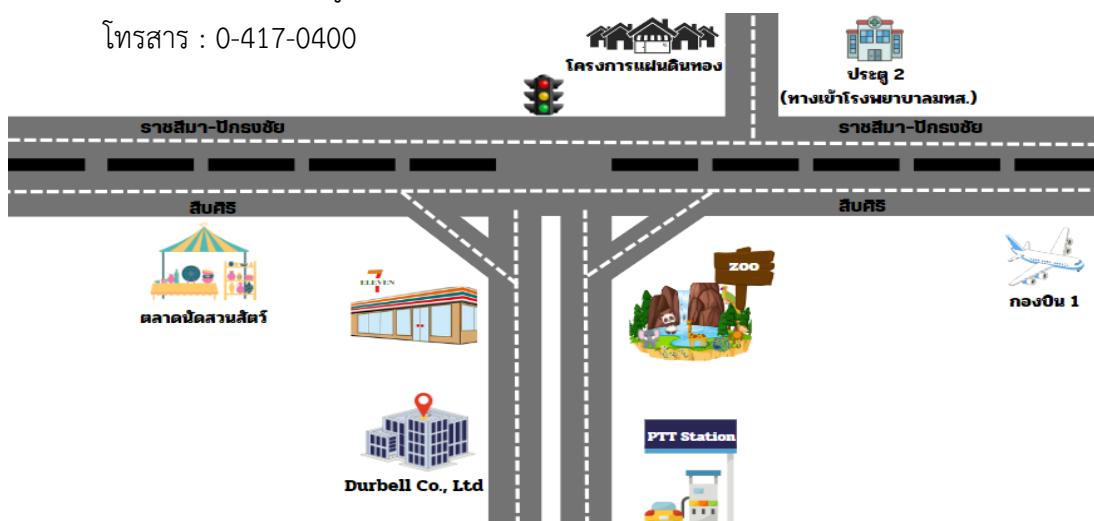 โทรสาร : 0-417-0400
โครงการแผ่นดินทอง
ประตู 2
(ทางเข้าโรงพยาบาลมทส.)
ราชสีมา-ปักธงชัย
ราชสีมา-ปักธงชัย
สืบศิริ
สืบศิริ
ZOO
7
ELEVEN
ตลาดนัดสวนสัตว์
กองบิน 1
PTT Station
Durbell Co., Ltd